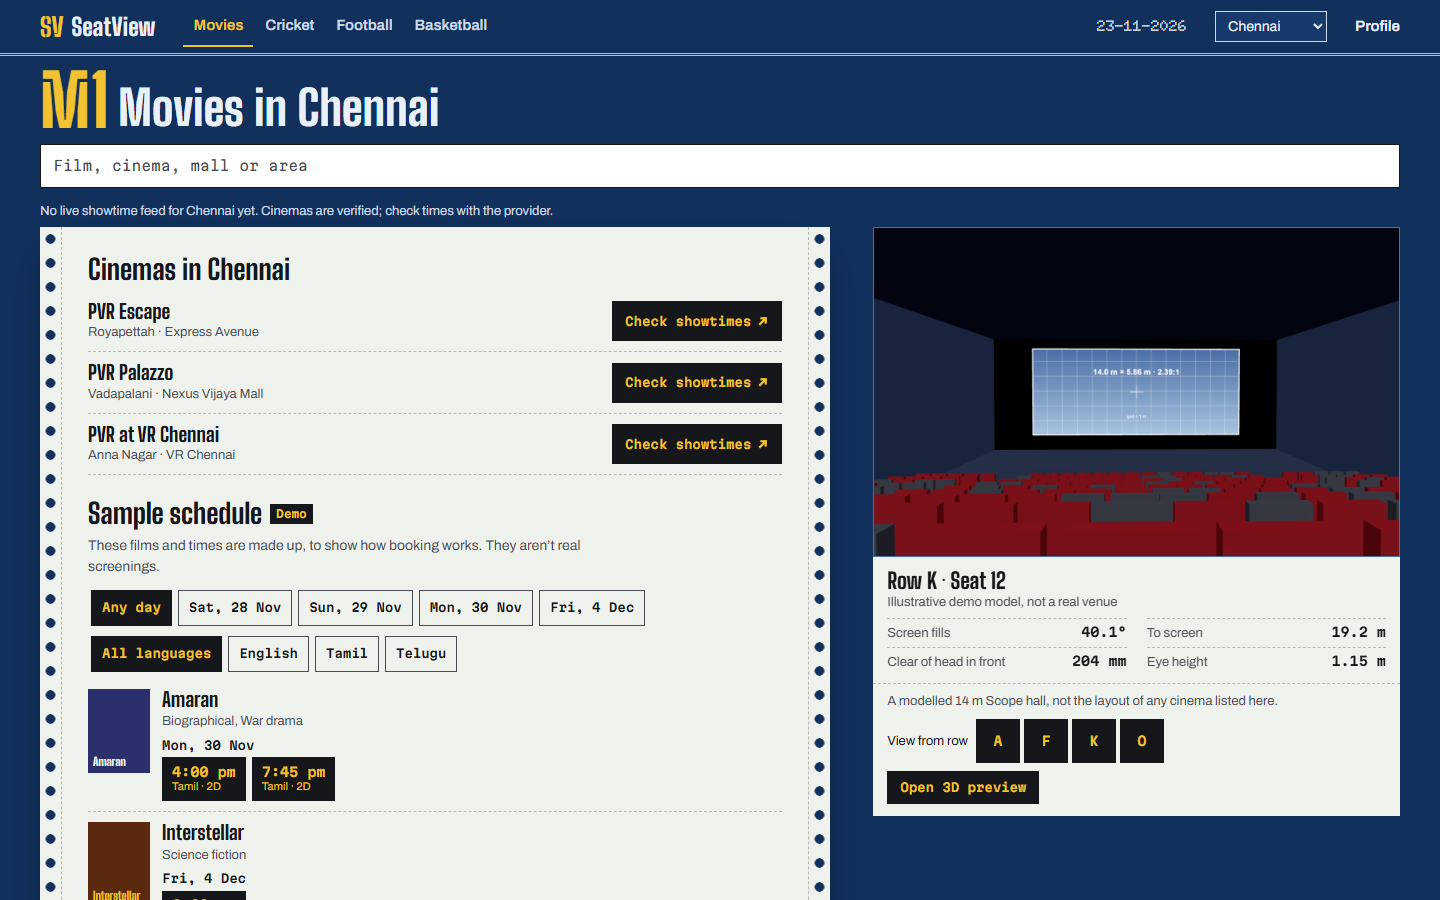 SV SeatView
Movies
Cricket
Football
Basketball
23-11-2026
Chennai
Profile
M1 Movies in Chennai
Film, cinema, mall or area
No live showtime feed for Chennai yet. Cinemas are verified; check times with the provider.
Cinemas in Chennai
PVR Escape
Royapettah · Express Avenue
Check showtimes ↗
PVR Palazzo
Vadapalani · Nexus Vijaya Mall
Check showtimes ↗
PVR at VR Chennai
Anna Nagar · VR Chennai
Check showtimes ↗
Sample schedule Demo
These films and times are made up, to show how booking works. They aren't real
screenings.
Any day
Sat, 28 Nov
Sun, 29 Nov
Mon, 30 Nov
Fri, 4 Dec
All languages
English
Tamil
Telugu
Amaran
Amaran
Biographical, War drama
Mon, 30 Nov
4:00 pm
Tamil · 2D
7:45 pm
Tamil · 2D
Interstellar
Interstellar
Science fiction
Fri, 4 Dec
14.0 m × 5.86 m · 2.39:1
Row K · Seat 12
Illustrative demo model, not a real venue
Screen fills 40.1°
To screen 19.2 m
Clear of head in front 204 mm
Eye height 1.15 m
A modelled 14 m Scope hall, not the layout of any cinema listed here.
View from row A F K O
Open 3D preview